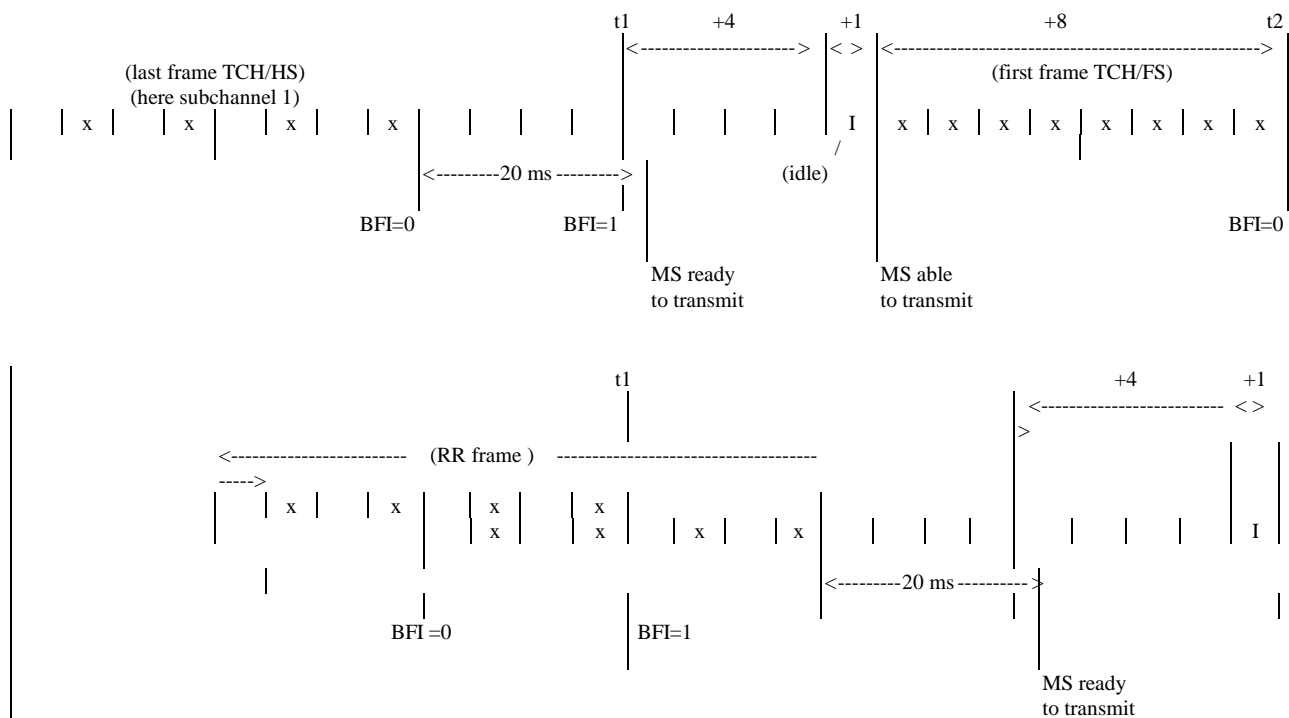 t1 +4 +1 +8 t2
<----------------------> < > <---------------------------------------------------->
(last frame TCH/HS) (first frame TCH/FS)
(here subchannel 1)
x x x x I x x x x x x x x
/
<---------20 ms ---------> (idle)
BFI=0 BFI=1 BFI=0
MS ready MS able
to transmit to transmit
t1 +4 +1
<--------------------------- < >
>
<------------------------- (RR frame ) -------------------------------------
----->
x x x x
x x x x I
<---------20 ms ---------- >
BFI =0 BFI=1
MS ready
to transmit